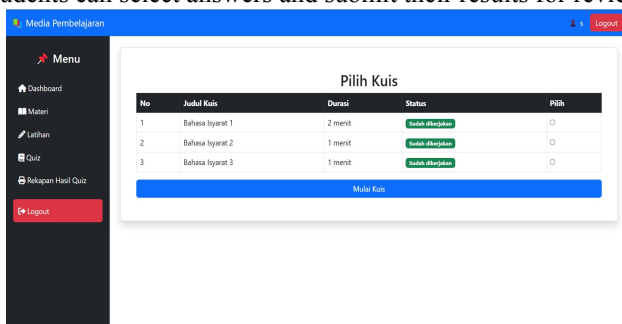 udents can select answers and submit their results for revie
Media Pembelajaran
s Logout
Menu
Dashboard
Materi
Latihan
Quiz
Rekapan Hasil Quiz
Logout
Pilih Kuis
No Judul Kuis Durasi Status Pilih
1 Bahasa Isyarat 1 2 menit Sudah dikerjakan
2 Bahasa Isyarat 2 1 menit Sudah dikerjakan
3 Bahasa Isyarat 3 1 menit Sudah dikerjakan
Mulai Kuis